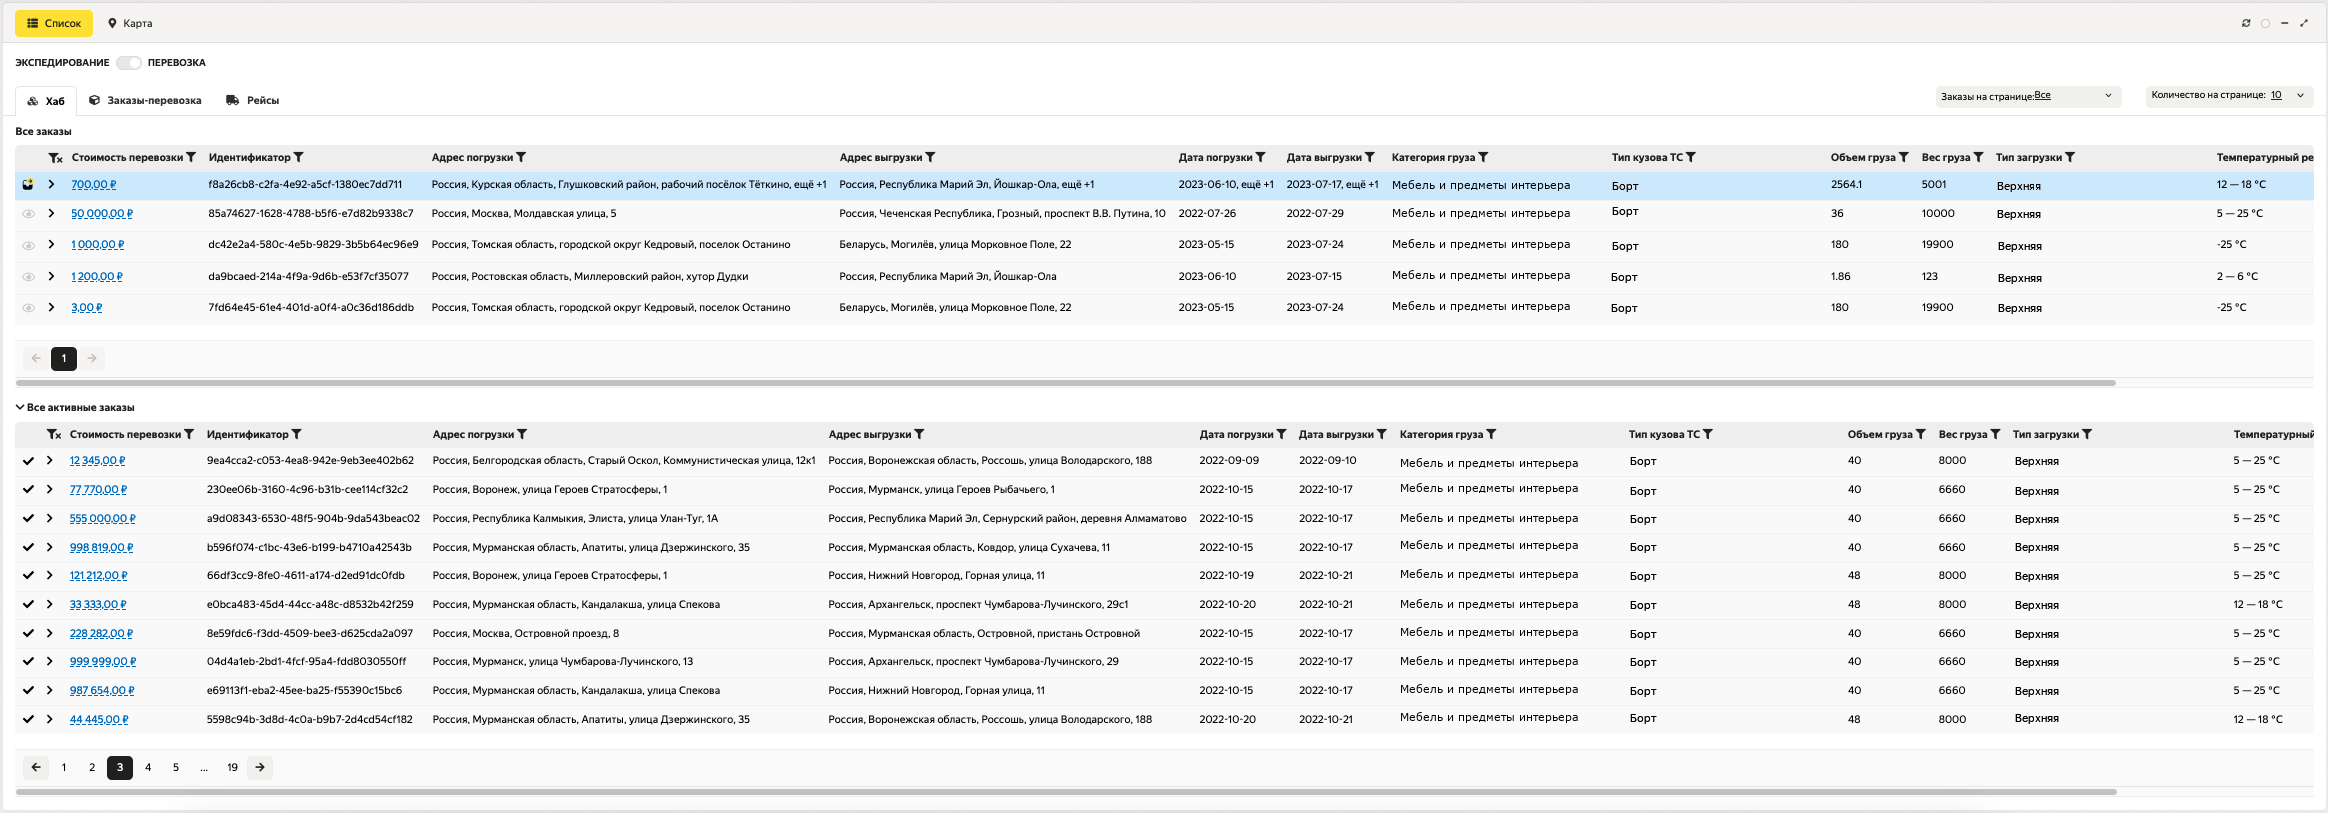 Список Карта
ЭКСПЕДИРОВАНИЕ ПЕРЕВОЗКА
Хаб Заказы-перевозка Рейсы Заказы на странице:Все Количество на странице: 10
Все заказы
Стоимость перевозки Идентификатор Адрес погрузки Адрес выгрузки Дата погрузки Дата выгрузки Категория груза Тип кузова ТС Объем груза Вес груза Тип загрузки Температурный ре
700,00 ₽ f8a26cb8-c2fa-4e92-a5cf-1380ec7dd711 Россия, Курская область, Глушковский район, рабочий посёлок Тёткино, ещё +1 Россия, Республика Марий Эл, Йошкар-Ола, ещё +1 2023-06-10, ещё +1 2023-07-17, ещё +1 Мебель и предметы интерьера Борт 2564.1 5001 Верхняя 12 — 18 °C
50 000,00 ₽ 85a74627-1628-4788-b5f6-e7d82b9338c7 Россия, Москва, Молдавская улица, 5 Россия, Чеченская Республика, Грозный, проспект В.В. Путина, 10 2022-07-26 2022-07-29 Мебель и предметы интерьера Борт 36 10000 Верхняя 5 — 25 °C
1 000,00 ₽ dc42e2a4-580c-4e5b-9829-3b5b64ec96e9 Россия, Томская область, городской округ Кедровый, поселок Останино Беларусь, Могилёв, улица Морковное Поле, 22 2023-05-15 2023-07-24 Мебель и предметы интерьера Борт 180 19900 Верхняя -25 °C
1 200,00 ₽ da9bcaed-214a-4f9a-9d6b-e53f7cf35077 Россия, Ростовская область, Миллеровский район, хутор Дудки Россия, Республика Марий Эл, Йошкар-Ола 2023-06-10 2023-07-15 Мебель и предметы интерьера Борт 1.86 123 Верхняя 2 — 6 °C
3,00 ₽ 7fd64e45-61e4-401d-a0f4-a0c36d186ddb Россия, Томская область, городской округ Кедровый, поселок Останино Беларусь, Могилёв, улица Морковное Поле, 22 2023-05-15 2023-07-24 Мебель и предметы интерьера Борт 180 19900 Верхняя -25 °C
1
Все активные заказы
Стоимость перевозки Идентификатор Адрес погрузки Адрес выгрузки Дата погрузки Дата выгрузки Категория груза Тип кузова ТС Объем груза Вес груза Тип загрузки Температурный
12 345,00 ₽ 9ea4cca2-c053-4ea8-942e-9eb3ee402b62 Россия, Белгородская область, Старый Оскол, Коммунистическая улица, 12к1 Россия, Воронежская область, Россошь, улица Володарского, 188 2022-09-09 2022-09-10 Мебель и предметы интерьера Борт 40 8000 Верхняя 5 — 25 °C
77 770,00 ₽ 230ee06b-3160-4c96-b31b-cee114cf32c2 Россия, Воронеж, улица Героев Стратосферы, 1 Россия, Мурманск, улица Героев Рыбачьего, 1 2022-10-15 2022-10-17 Мебель и предметы интерьера Борт 40 6660 Верхняя 5 — 25 °C
555 000,00 ₽ a9d08343-6530-48f5-904b-9da543beac02 Россия, Республика Калмыкия, Элиста, улица Улан-Туг, 1А Россия, Республика Марий Эл, Сернурский район, деревня Алмаматово 2022-10-15 2022-10-17 Мебель и предметы интерьера Борт 40 6660 Верхняя 5 — 25 °C
998 819,00 ₽ b596f074-c1bc-43e6-b199-b4710a42543b Россия, Мурманская область, Апатиты, улица Дзержинского, 35 Россия, Мурманская область, Ковдор, улица Сухачева, 11 2022-10-15 2022-10-17 Мебель и предметы интерьера Борт 40 6660 Верхняя 5 — 25 °C
121 212,00 ₽ 66df3cc9-8fe0-4611-a174-d2ed91dc0fdb Россия, Воронеж, улица Героев Стратосферы, 1 Россия, Нижний Новгород, Горная улица, 11 2022-10-19 2022-10-21 Мебель и предметы интерьера Борт 48 8000 Верхняя 5 — 25 °C
33 333,00 ₽ e0bca483-45d4-44cc-a48c-d8532b42f259 Россия, Мурманская область, Кандалакша, улица Спекова Россия, Архангельск, проспект Чумбарова-Лучинского, 29с1 2022-10-20 2022-10-21 Мебель и предметы интерьера Борт 48 8000 Верхняя 12 — 18 °C
228 282,00 ₽ 8e59fdc6-f3dd-4509-bee3-d625cda2a097 Россия, Москва, Островной проезд, 8 Россия, Мурманская область, Островной, пристань Островной 2022-10-15 2022-10-17 Мебель и предметы интерьера Борт 40 6660 Верхняя 5 — 25 °C
999 999,00 ₽ 04d4a1eb-2bd1-4fcf-95a4-fdd8030550ff Россия, Мурманск, улица Чумбарова-Лучинского, 13 Россия, Архангельск, проспект Чумбарова-Лучинского, 29 2022-10-15 2022-10-17 Мебель и предметы интерьера Борт 40 6660 Верхняя 5 — 25 °C
987 654,00 ₽ e69113f1-eba2-45ee-ba25-f55390c15bc6 Россия, Мурманская область, Кандалакша, улица Спекова Россия, Нижний Новгород, Горная улица, 11 2022-10-15 2022-10-17 Мебель и предметы интерьера Борт 40 6660 Верхняя 5 — 25 °C
44 445,00 ₽ 5598c94b-3d8d-4c0a-b9b7-2d4cd54cf182 Россия, Мурманская область, Апатиты, улица Дзержинского, 35 Россия, Воронежская область, Россошь, улица Володарского, 188 2022-10-20 2022-10-21 Мебель и предметы интерьера Борт 48 8000 Верхняя 12 — 18 °C
1 2 3 4 5 ... 19